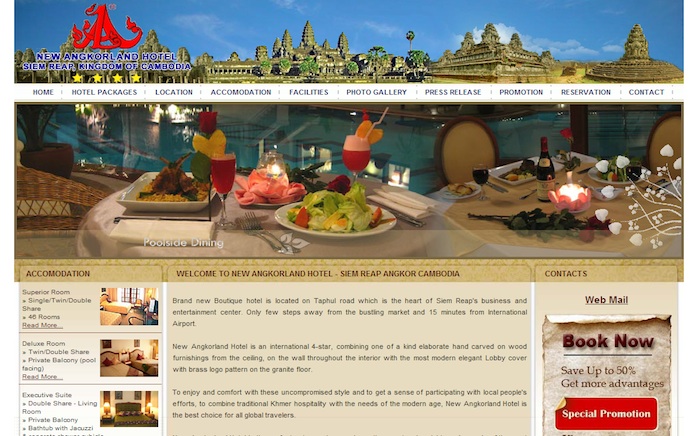 NEW ANGKORLAND HOTEL
SIEM REAP, KINGDOM OF CAMBODIA
HOME
HOTEL PACKAGES
LOCATION
ACCOMODATION
FACILITIES
PHOTO GALLERY
PRESS RELEASE
PROMOTION
RESERVATION
CONTACT
Poolside Dining
ACCOMODATION
Superior Room
» Single/Twin/Double
Share
» 46 Rooms
Read More...
Deluxe Room
» Twin/Double Share
» Private Balcony (pool
facing)
Read More...
Executive Suite
» Double Share - Living
Room
» Private Balcony
» Bathtub with Jacuzzi
WELCOME TO NEW ANGKORLAND HOTEL - SIEM REAP ANGKOR CAMBODIA
Brand new Boutique hotel is located on Taphul road which is the heart of Siem Reap's business and
entertainment center. Only few steps away from the bustling market and 15 minutes from International
Airport.
New Angkorland Hotel is an international 4-star, combining one of a kind elaborate hand carved on wood
furnishings from the ceiling, on the wall throughout the interior with the most modern elegant Lobby cover
with brass logo pattern on the granite floor.
To enjoy and comfort with these uncompromised style and to get a sense of participating with local people's
efforts, to combine traditional Khmer hospitality with the needs of the modern age, New Angkorland Hotel is
the best choice for all global travelers.
CONTACTS
Web Mail
Book Now
Save Up to 50%
Get more advantages
Special Promotion